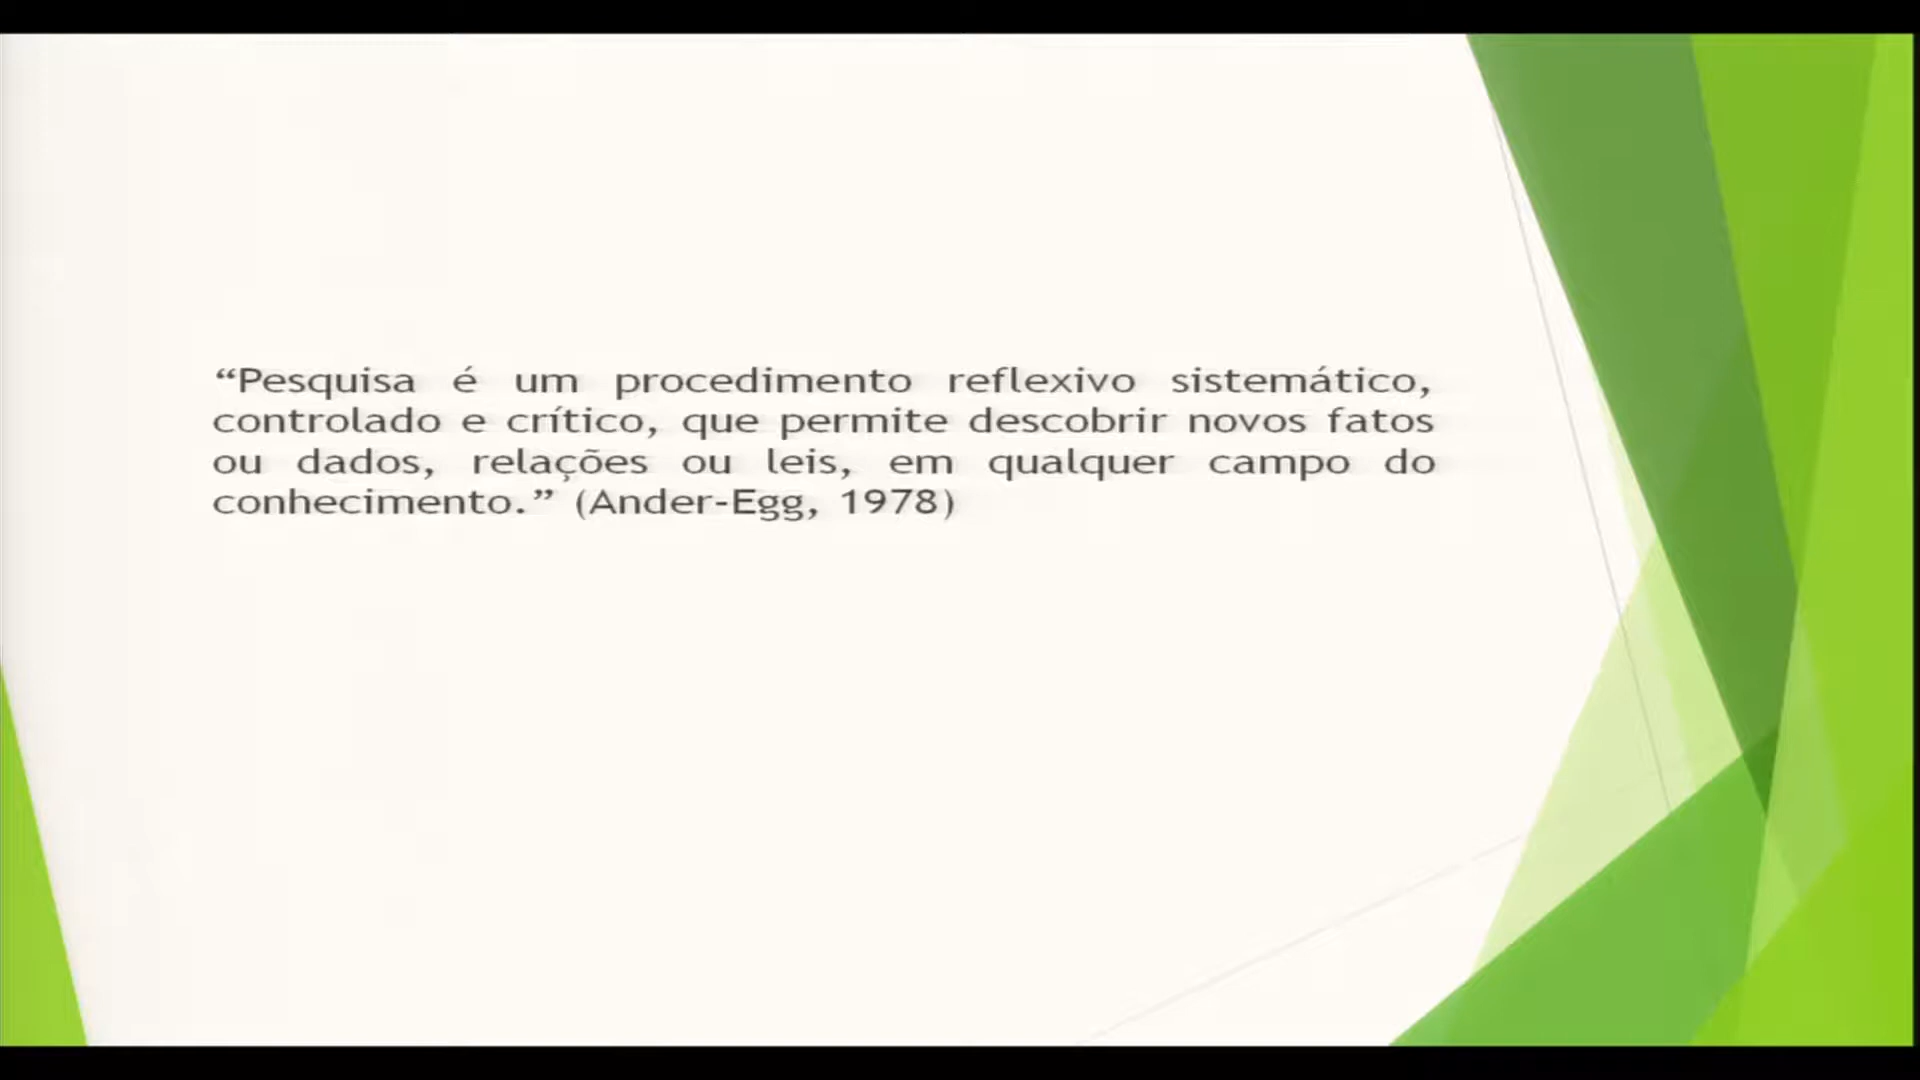 “Pesquisa é um procedimento reflexivo sistemático,
controlado e crítico, que permite descobrir novos fatos
ou dados, relações ou leis, em qualquer campo do
conhecimento.” (Ander-Egg, 1978)